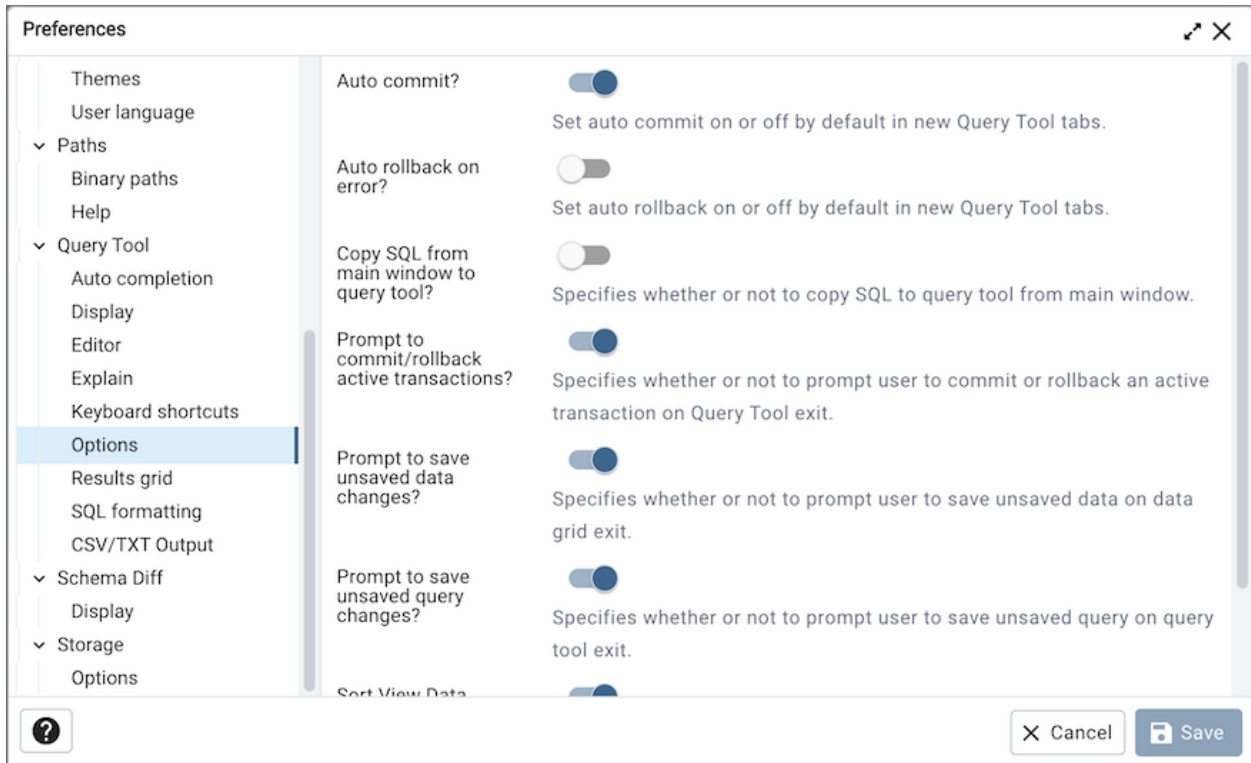 Preferences
Themes
User language
Paths
Binary paths
Help
Query Tool
Auto completion
Display
Editor
Explain
Keyboard shortcuts
Options
Results grid
SQL formatting
CSV/TXT Output
Schema Diff
Display
Storage
Options
Auto commit?
Set auto commit on or off by default in new Query Tool tabs.
Auto rollback on
error?
Set auto rollback on or off by default in new Query Tool tabs.
Copy SQL from
main window to
query tool?
Specifies whether or not to copy SQL to query tool from main window.
Prompt to
commit/rollback
active transactions?
Specifies whether or not to prompt user to commit or rollback an active
transaction on Query Tool exit.
Prompt to save
unsaved data
changes?
Specifies whether or not to prompt user to save unsaved data on data
grid exit.
Prompt to save
unsaved query
changes?
Specifies whether or not to prompt user to save unsaved query on query
tool exit.
Sort View Data
Cancel
Save